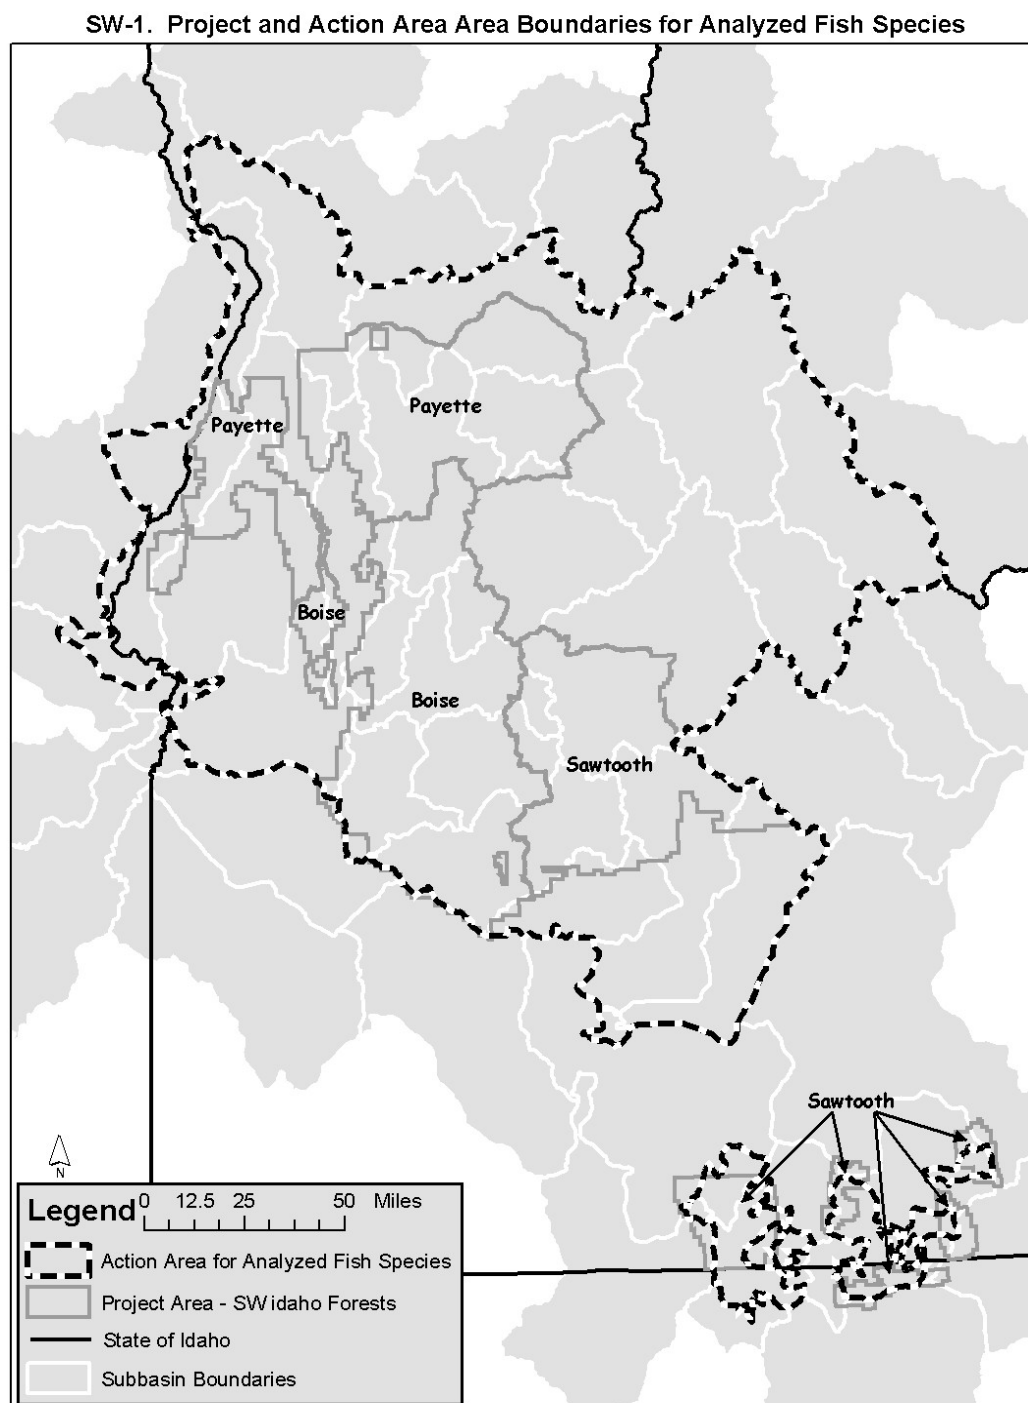 SW-1. Project and Action Area Area Boundaries for Analyzed Fish Species
Payette
Payette
Boise
Boise
Sawtooth
Sawtooth
N
Legend
0 12.5 25 50 Miles
Action Area for Analyzed Fish Species
Project Area - SW idaho Forests
State of Idaho
Subbasin Boundaries